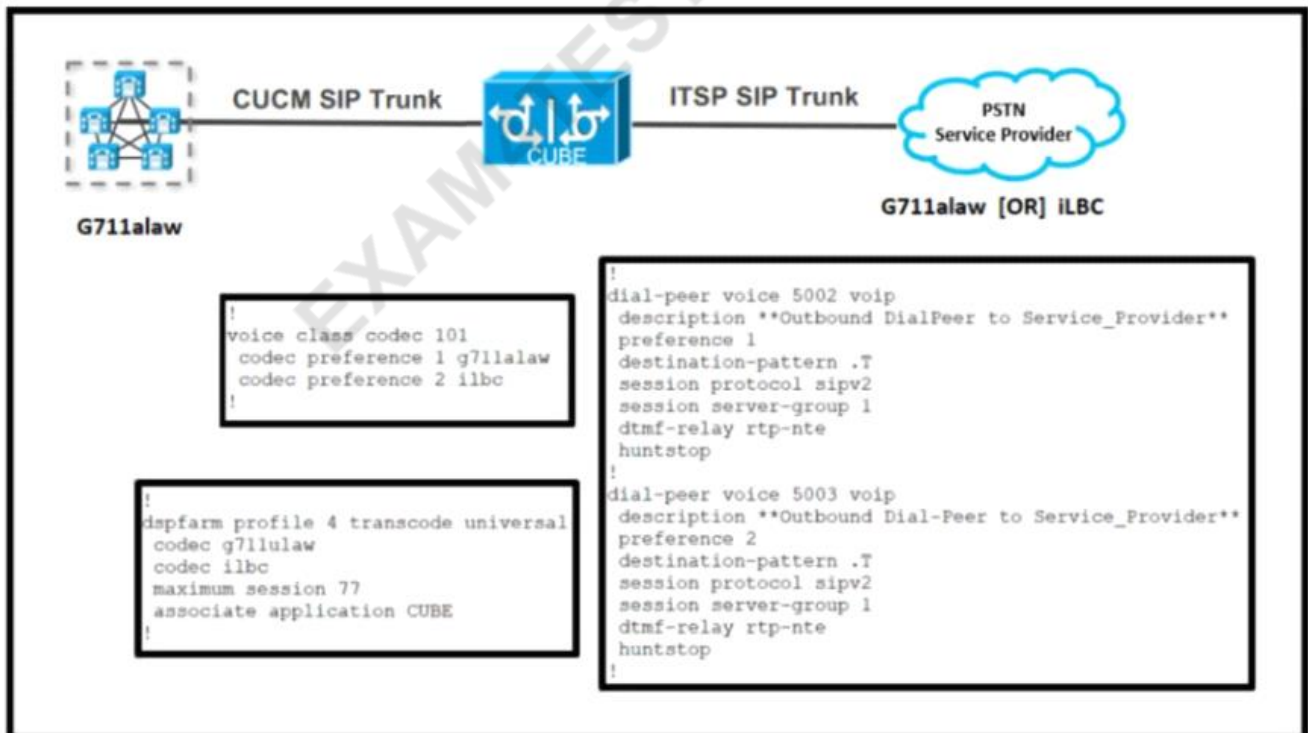 EXAMTES
CUCM SIP Trunk
ITSP SIP Trunk
CUBE
PSTN
Service Provider
G711alaw
G711alaw [OR] iLBC
!
voice class codec 101
codec preference 1 g711alaw
codec preference 2 ilbc
!
!
dspfarm profile 4 transcode universal
codec g711ulaw
codec ilbc
maximum session 77
associate application CUBE
!
!
dial-peer voice 5002 voip
description **Outbound DialPeer to Service_Provider**
preference 1
destination-pattern .T
session protocol sipv2
session server-group 1
dtmf-relay rtp-nte
huntstop
!
dial-peer voice 5003 voip
description **Outbound Dial-Peer to Service_Provider**
preference 2
destination-pattern .T
session protocol sipv2
session server-group 1
dtmf-relay rtp-nte
huntstop
!